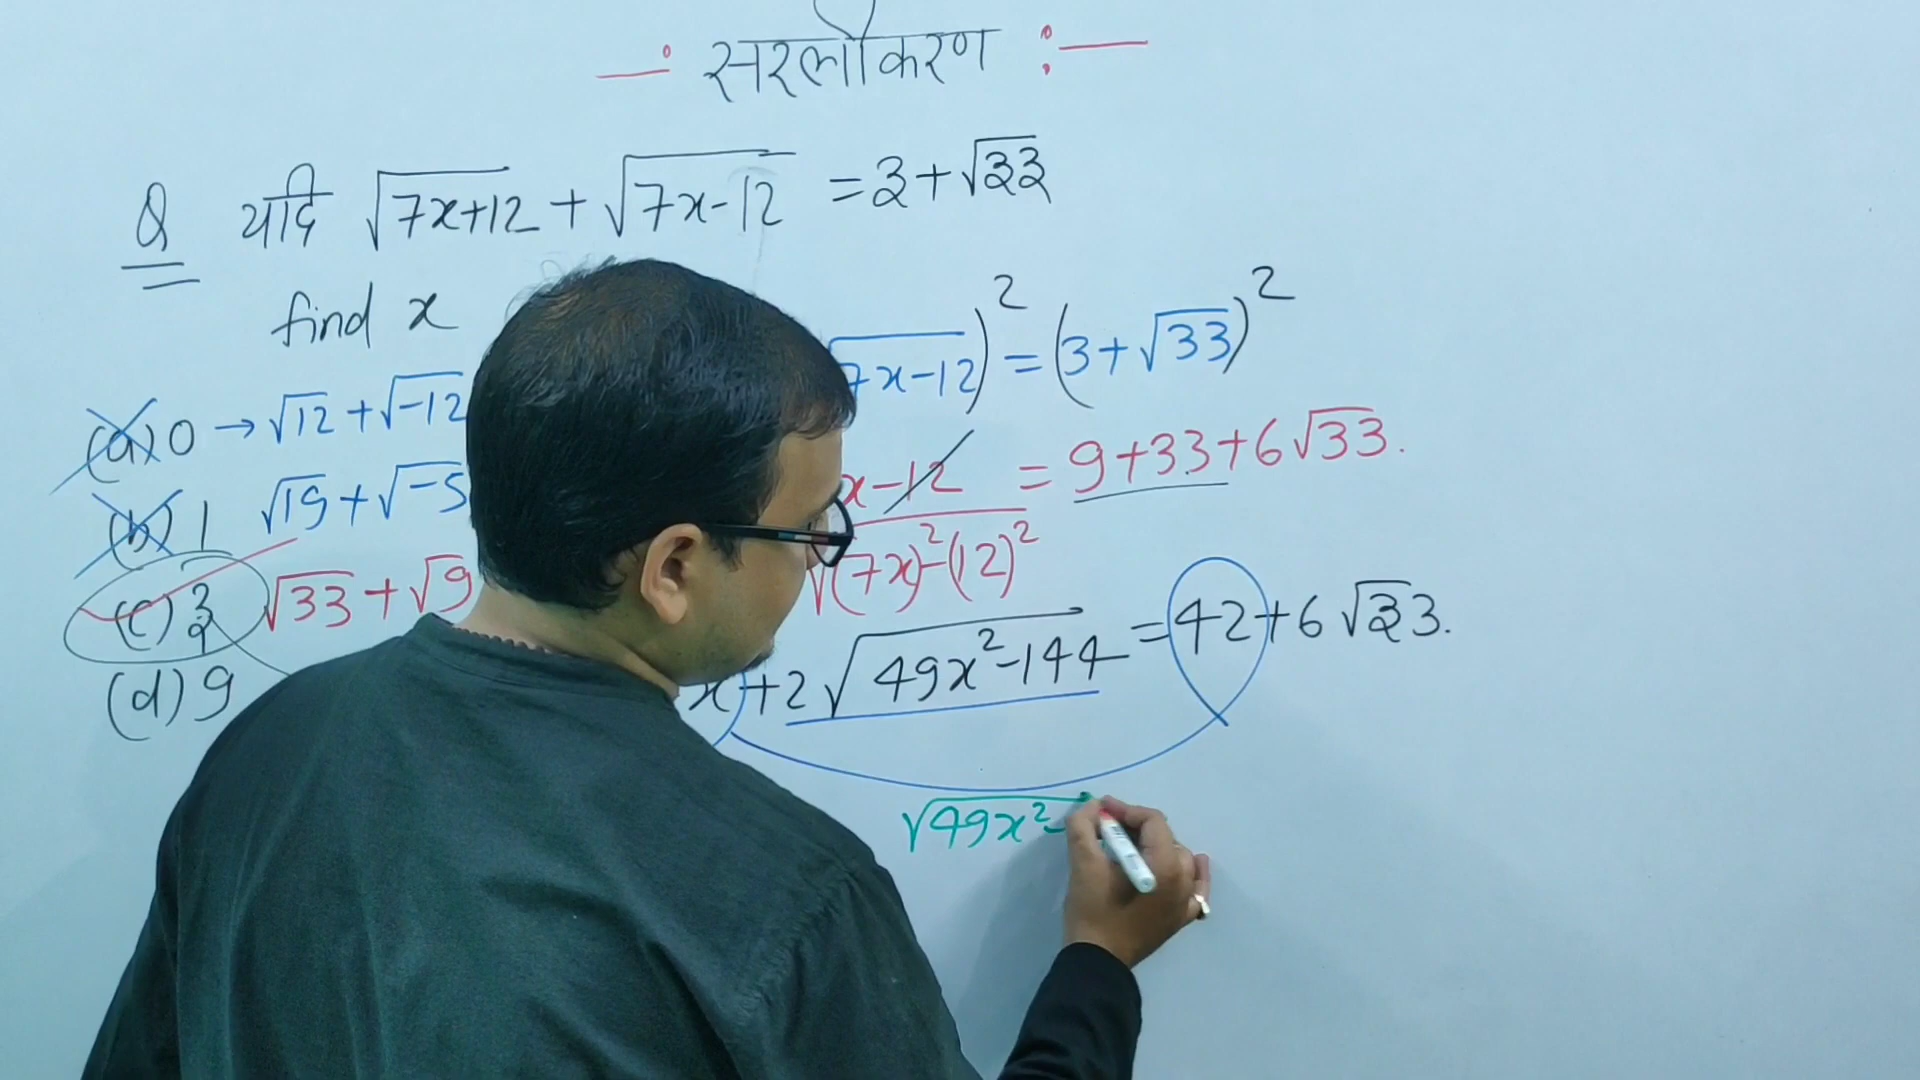 —: सरलीकरण :—
Q यदि √7x+12 + √7x-12 = 3+√33
find x
7x-12)² = (3+√33)²
(a) 0 → √12 + √-12
x-12 = 9+33+6√33.
(b) 1 √19 + √-5
√(7x)²-(12)²
(c) 3 √33 + √9
x+2√49x²-144 = 42+6√33.
(d) 9
√49x²-